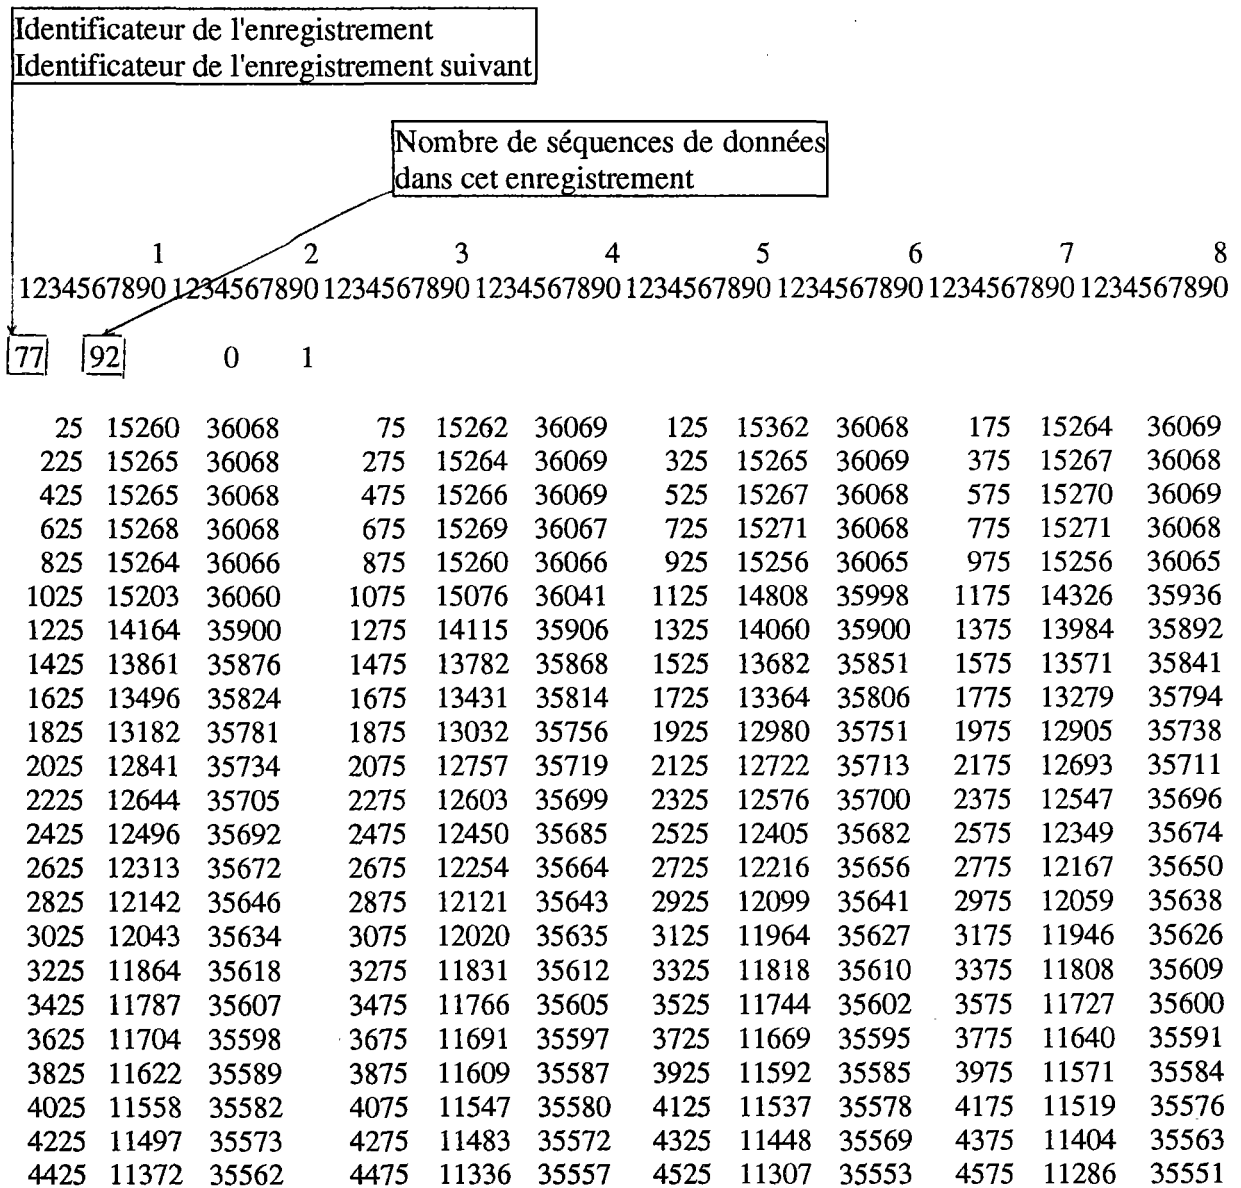 Identificateur de l'enregistrement
Identificateur de l'enregistrement suivant
Nombre de séquences de données
dans cet enregistrement
1 2 3 4 5 6 7 8
1234567890 1234567890 1234567890 1234567890 1234567890 1234567890 1234567890 1234567890
77 92 0 1
25 15260 36068 75 15262 36069 125 15362 36068 175 15264 36069
225 15265 36068 275 15264 36069 325 15265 36069 375 15267 36068
425 15265 36068 475 15266 36069 525 15267 36068 575 15270 36069
625 15268 36068 675 15269 36067 725 15271 36068 775 15271 36068
825 15264 36066 875 15260 36066 925 15256 36065 975 15256 36065
1025 15203 36060 1075 15076 36041 1125 14808 35998 1175 14326 35936
1225 14164 35900 1275 14115 35906 1325 14060 35900 1375 13984 35892
1425 13861 35876 1475 13782 35868 1525 13682 35851 1575 13571 35841
1625 13496 35824 1675 13431 35814 1725 13364 35806 1775 13279 35794
1825 13182 35781 1875 13032 35756 1925 12980 35751 1975 12905 35738
2025 12841 35734 2075 12757 35719 2125 12722 35713 2175 12693 35711
2225 12644 35705 2275 12603 35699 2325 12576 35700 2375 12547 35696
2425 12496 35692 2475 12450 35685 2525 12405 35682 2575 12349 35674
2625 12313 35672 2675 12254 35664 2725 12216 35656 2775 12167 35650
2825 12142 35646 2875 12121 35643 2925 12099 35641 2975 12059 35638
3025 12043 35634 3075 12020 35635 3125 11964 35627 3175 11946 35626
3225 11864 35618 3275 11831 35612 3325 11818 35610 3375 11808 35609
3425 11787 35607 3475 11766 35605 3525 11744 35602 3575 11727 35600
3625 11704 35598 3675 11691 35597 3725 11669 35595 3775 11640 35591
3825 11622 35589 3875 11609 35587 3925 11592 35585 3975 11571 35584
4025 11558 35582 4075 11547 35580 4125 11537 35578 4175 11519 35576
4225 11497 35573 4275 11483 35572 4325 11448 35569 4375 11404 35563
4425 11372 35562 4475 11336 35557 4525 11307 35553 4575 11286 35551